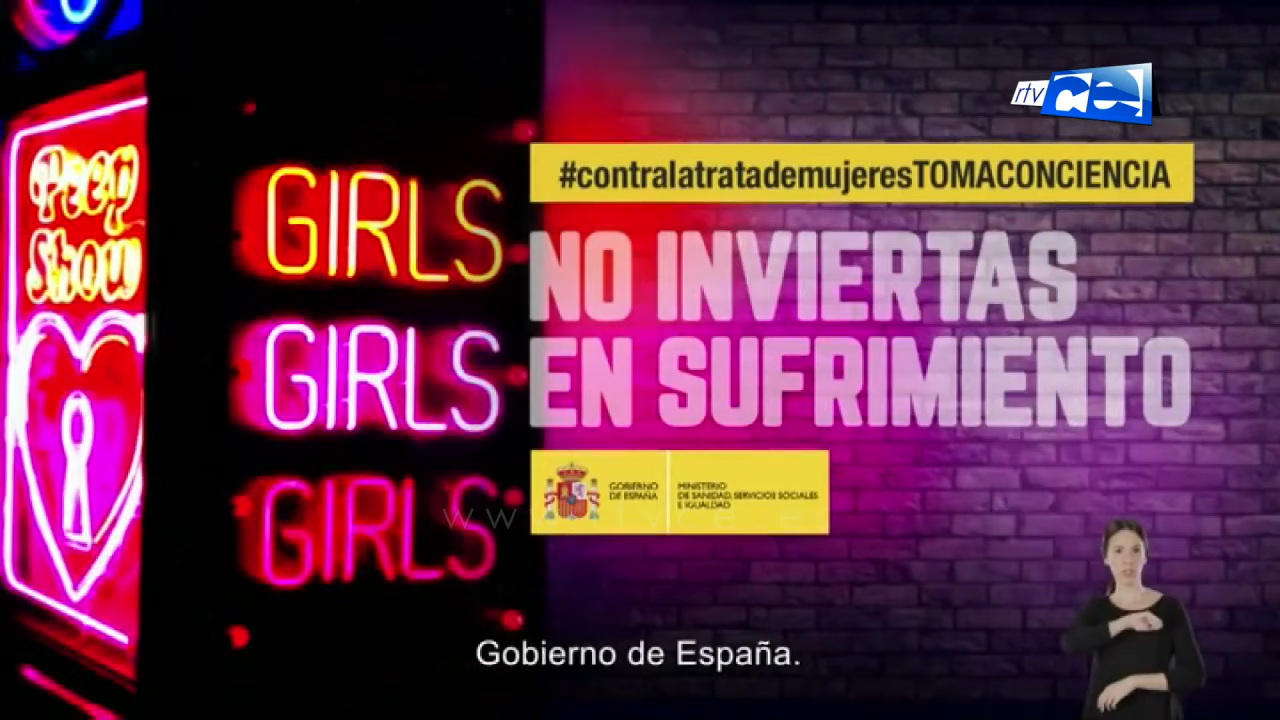 rtv ce!
Peep
Show
GIRLS
GIRLS
GIRLS
#contralatratademujeresTOMACONCIENCIA
NO INVIERTAS
EN SUFRIMIENTO
GOBIERNO
DE ESPAÑA
MINISTERIO
DE SANIDAD, SERVICIOS SOCIALES
E IGUALDAD
Gobierno de España.